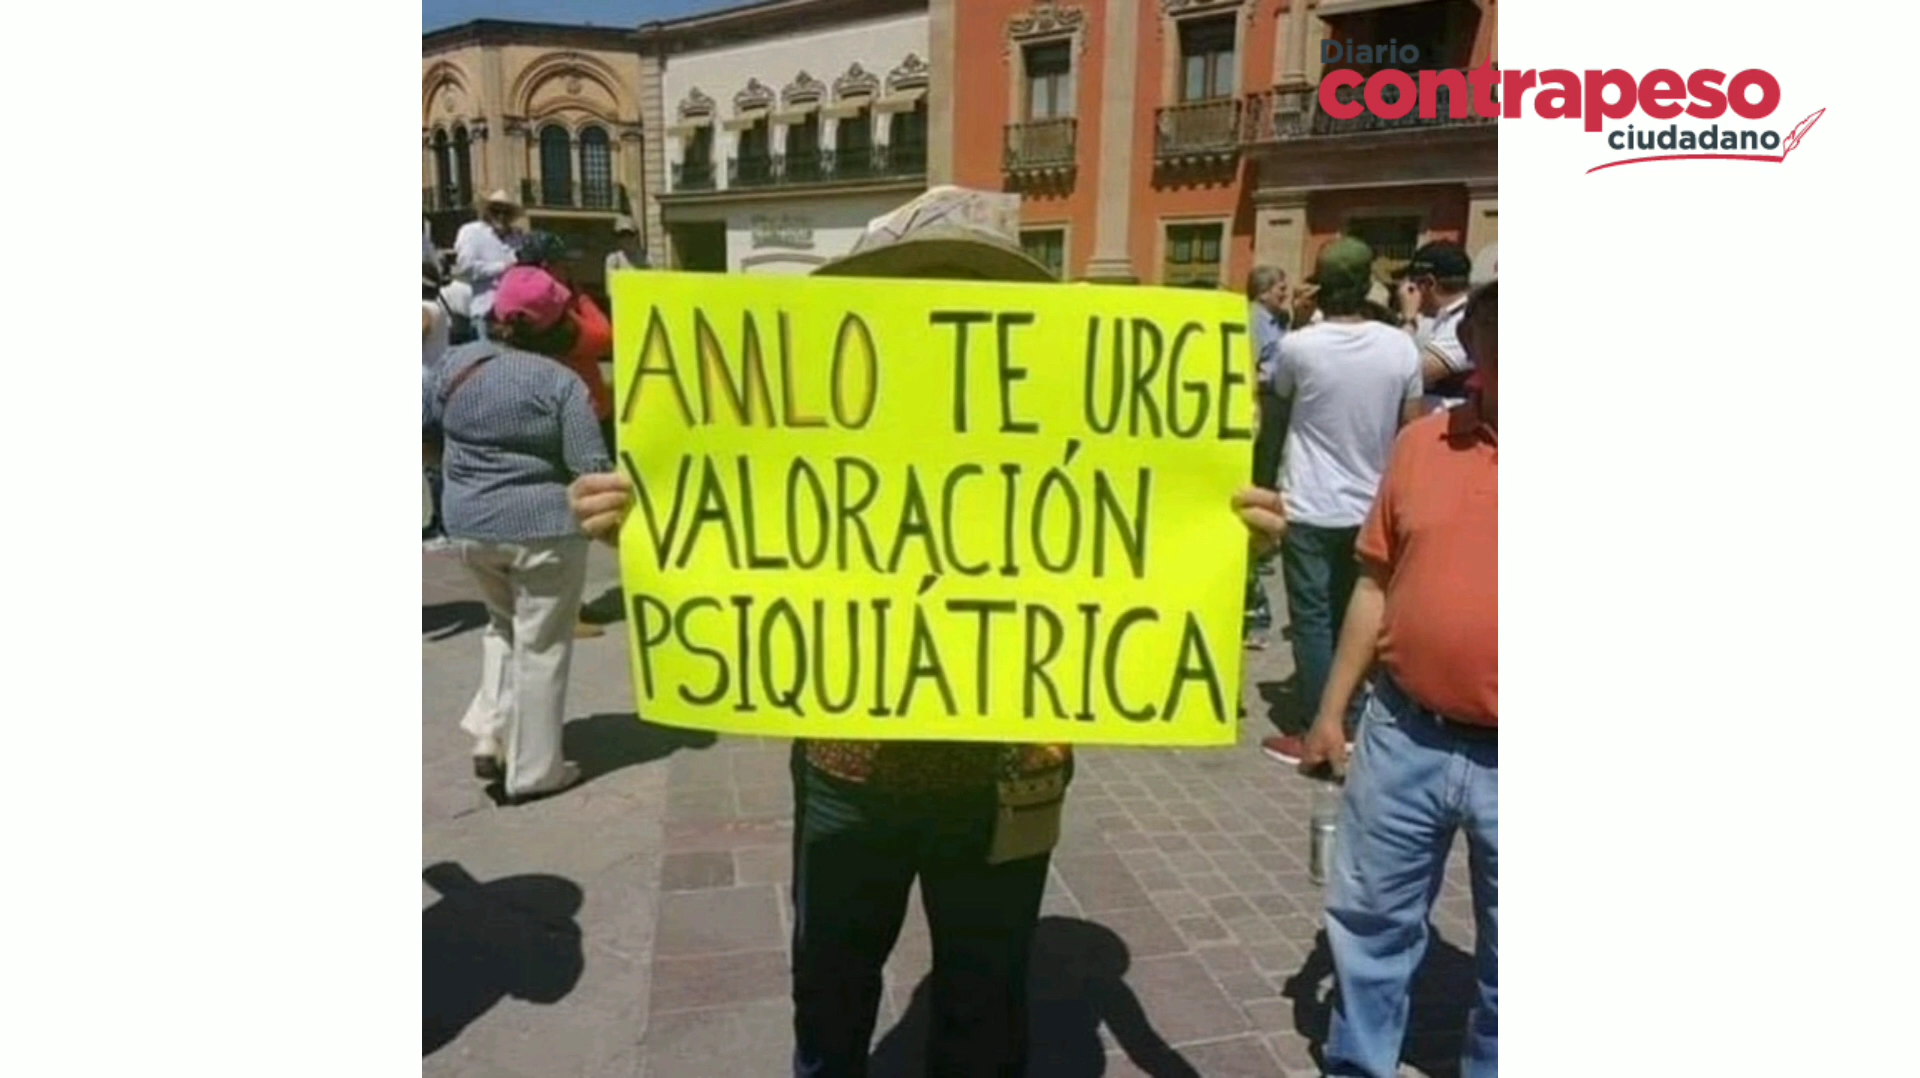 Diario
contrapeso
ciudadano
AMLO TE URGE
VALORACIÓN
PSIQUIÁTRICA